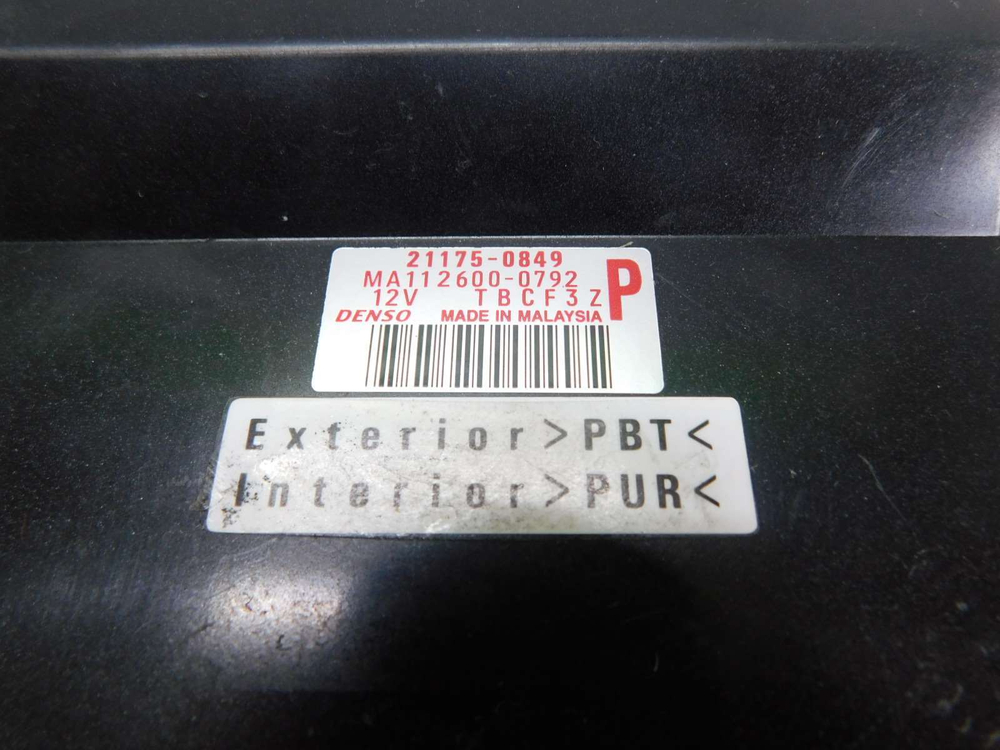 21175-0849
MA112600-0792
12V TBCF3Z P
DENSO MADE IN MALAYSIA
Exterior>PBT<
Interior>PUR<